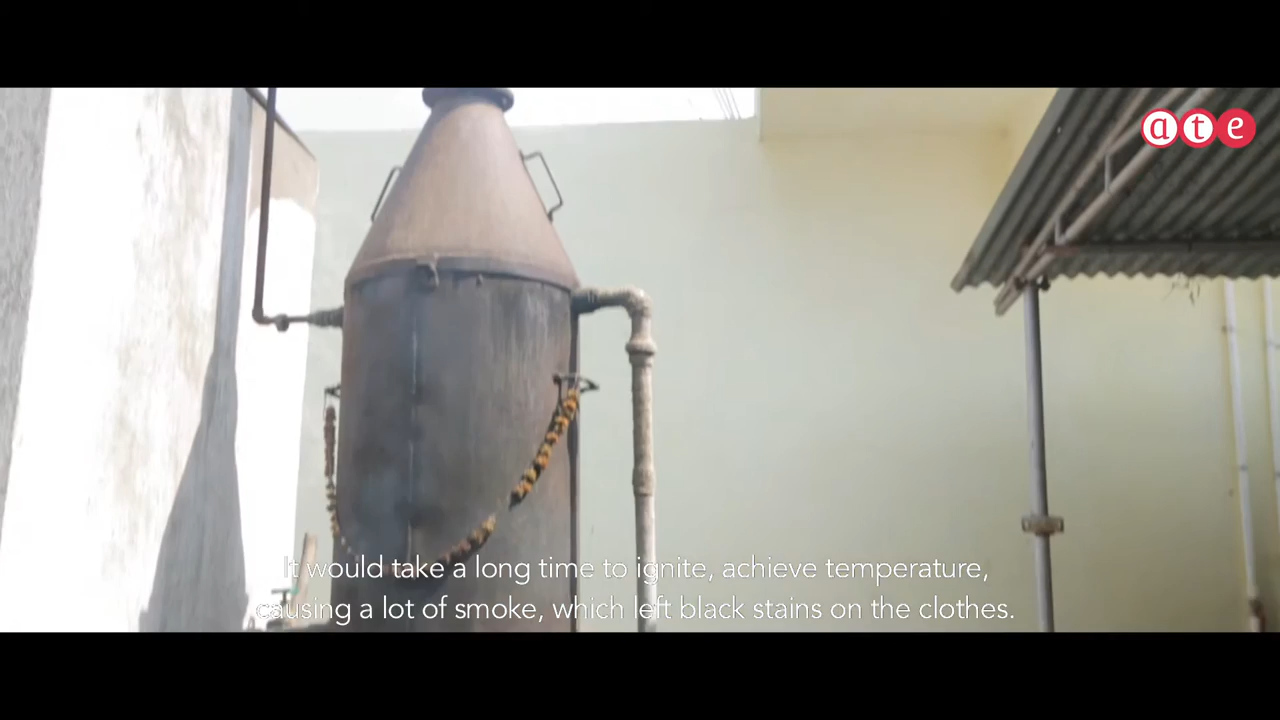 ate
It would take a long time to ignite, achieve temperature,
causing a lot of smoke, which left black stains on the clothes.